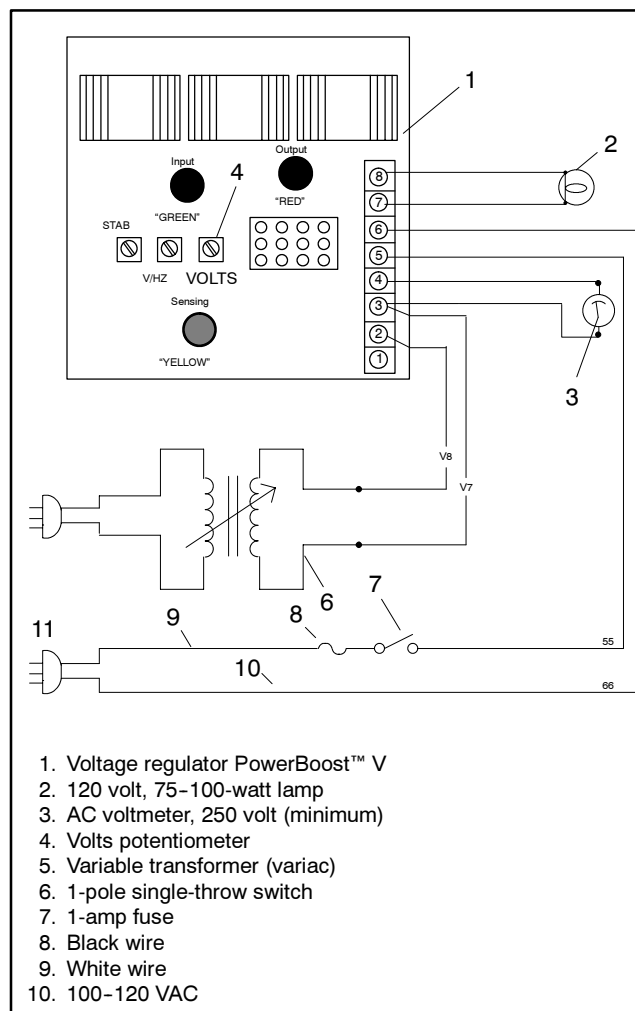 1
2
Input
Output
4
"GREEN"
"RED"
STAB
V/HZ
VOLTS
Sensing
"YELLOW"
8
7
6
5
4
3
2
1
3
V8
V7
6
7
8
9
11
10
55
66
1. Voltage regulator PowerBoost™ V
2. 120 volt, 75-100-watt lamp
3. AC voltmeter, 250 volt (minimum)
4. Volts potentiometer
5. Variable transformer (variac)
6. 1-pole single-throw switch
7. 1-amp fuse
8. Black wire
9. White wire
10. 100-120 VAC